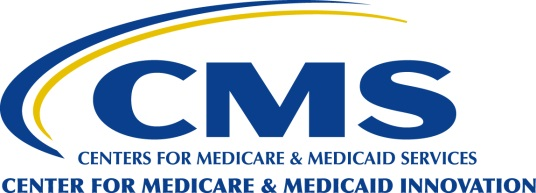 CMS
CENTERS FOR MEDICARE & MEDICAID SERVICES
CENTER FOR MEDICARE & MEDICAID INNOVATION